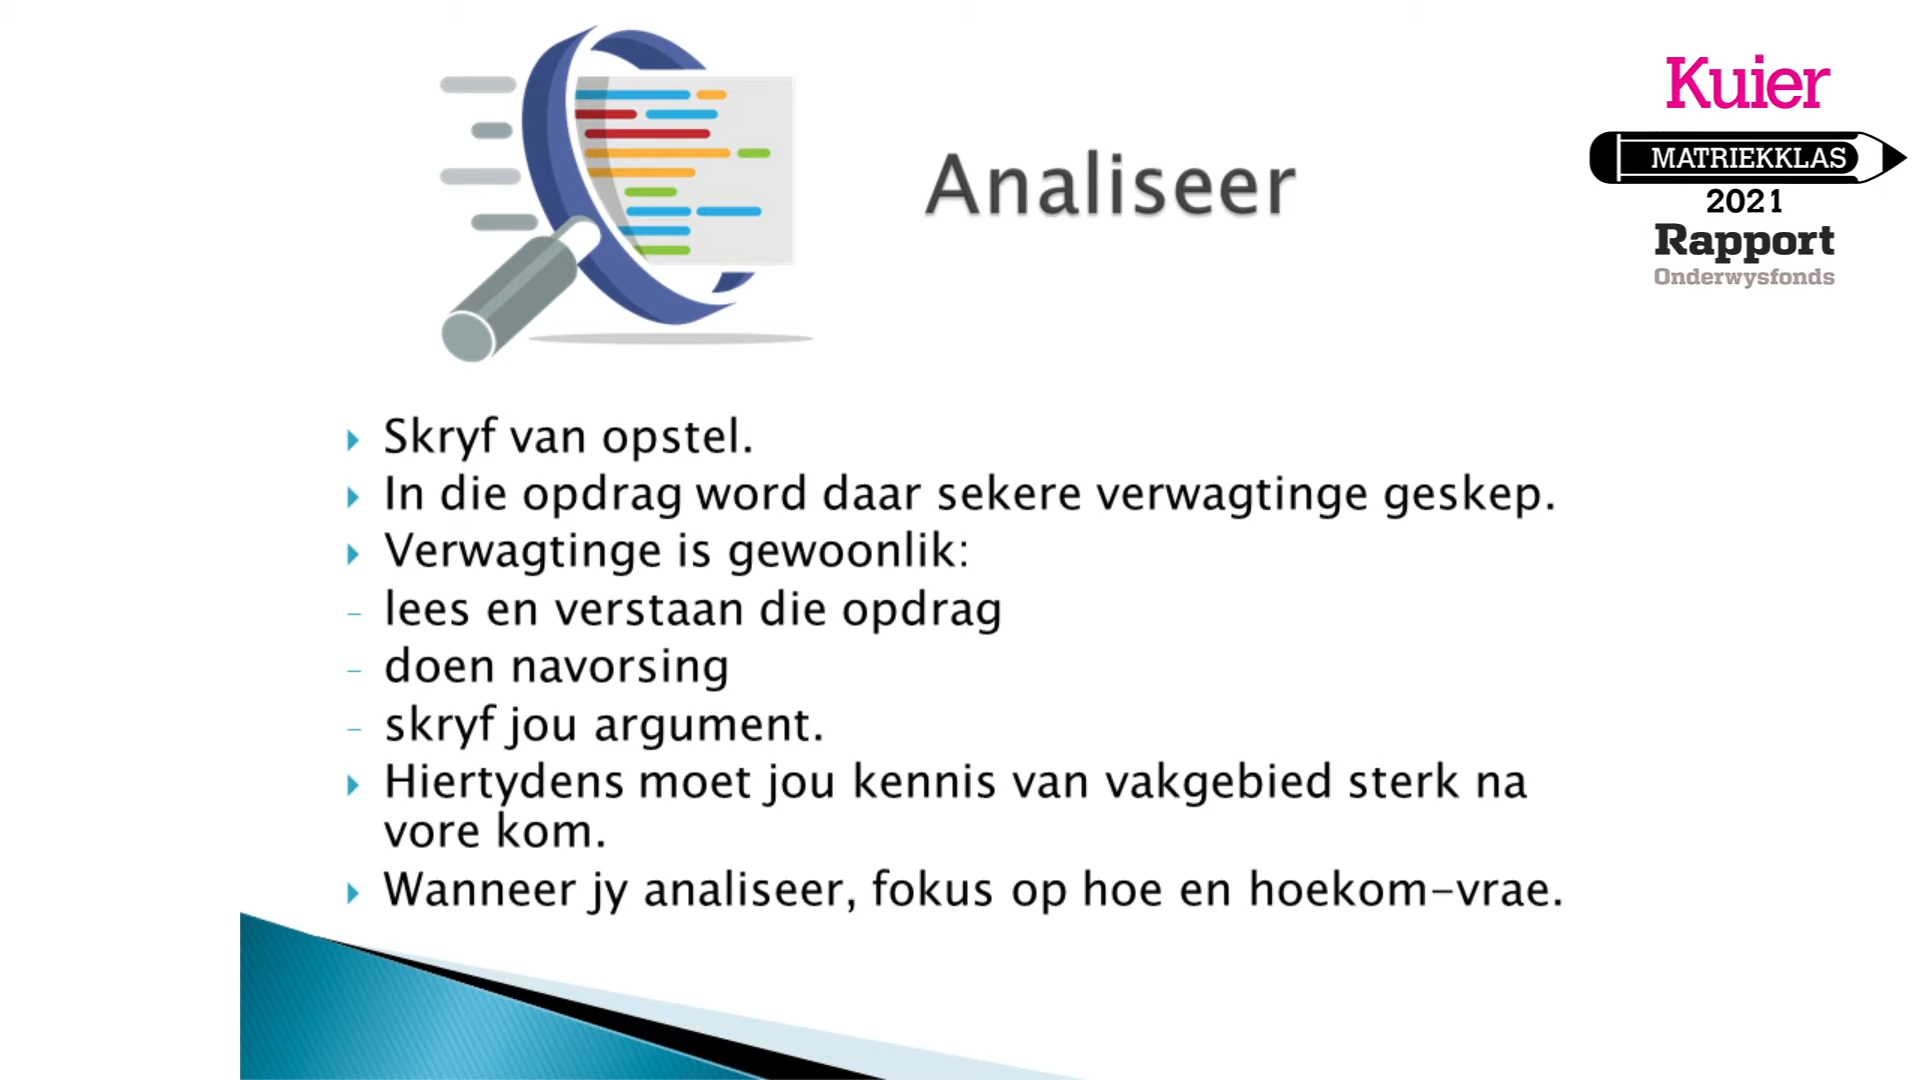 Analiseer
Kuier
MATRIEKKLAS
2021
Rapport
Onderwysfonds
Skryf van opstel.
In die opdrag word daar sekere verwagtinge geskep.
Verwagtinge is gewoonlik:
- lees en verstaan die opdrag
- doen navorsing
- skryf jou argument.
Hiertydens moet jou kennis van vakgebied sterk na
vore kom.
Wanneer jy analiseer, fokus op hoe en hoekom-vrae.